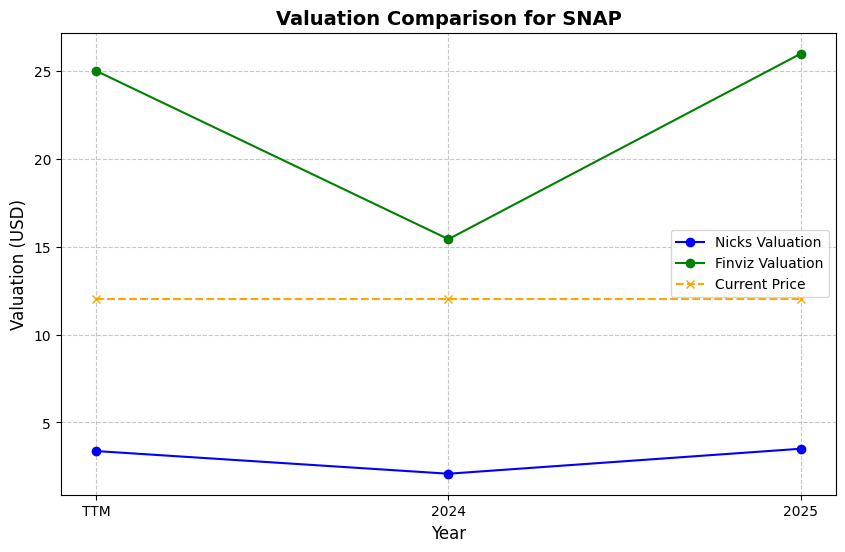 Valuation Comparison for SNAP
Valuation (USD)
25
20
15
10
5
Nicks Valuation
Finviz Valuation
Current Price
TTM
2024
2025
Year